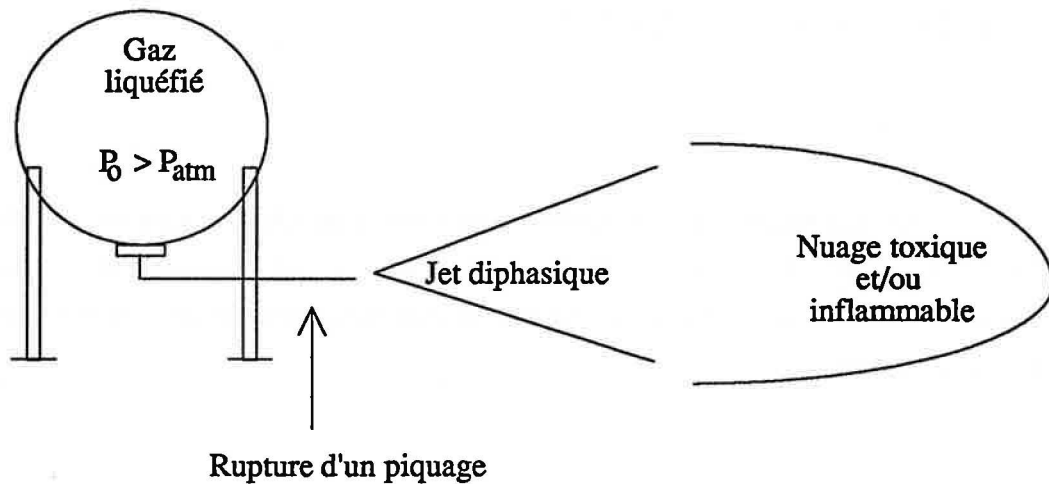 Gaz
liquéfié
P₀ > Patm
Jet diphasique
Nuage toxique
et/ou
inflammable
Rupture d'un piquage